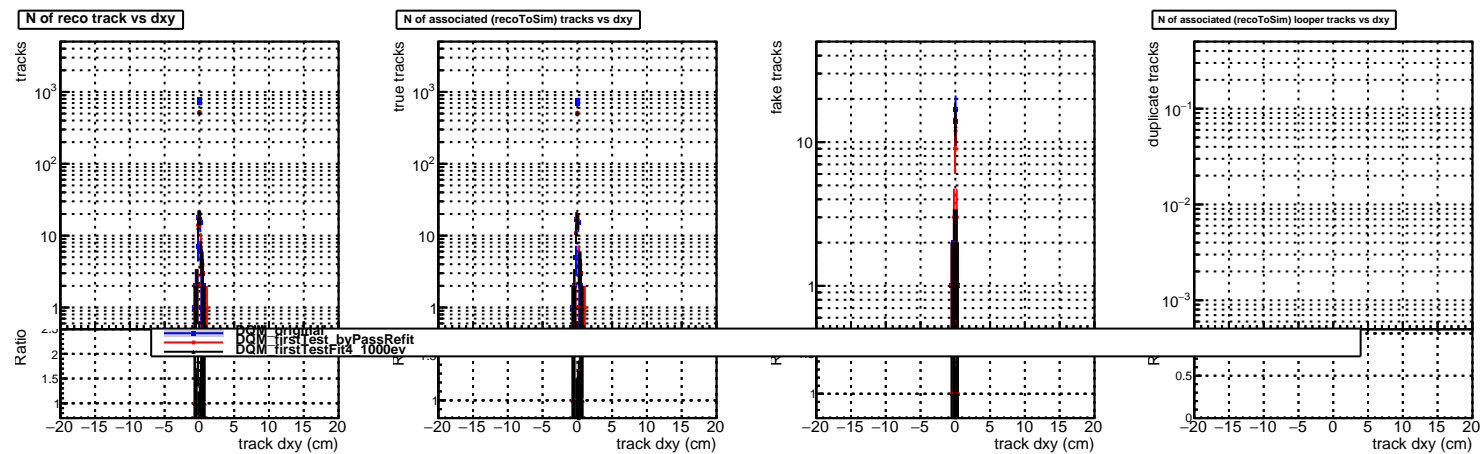 N of reco track vs dxy
N of associated (recoToSim) tracks vs dxy
N of associated (recoToSim) looper tracks vs dxy
tracks
10³
10²
10
1
Ratio
2.5
2
1.5
1
−20 −15 −10 −5 0 5 10 15 20
track dxy (cm)
true tracks
10³
10²
10
1
1
−20 −15 −10 −5 0 5 10 15 20
track dxy (cm)
fake tracks
10
1
1
−20 −15 −10 −5 0 5 10 15 20
track dxy (cm)
duplicate tracks
10⁻¹
10⁻²
10⁻³
0.5
0
−20 −15 −10 −5 0 5 10 15 20
track dxy (cm)
DQM_original
DQM_firstTest_byPassRefit
DQM_firstTestFit4_1000ev